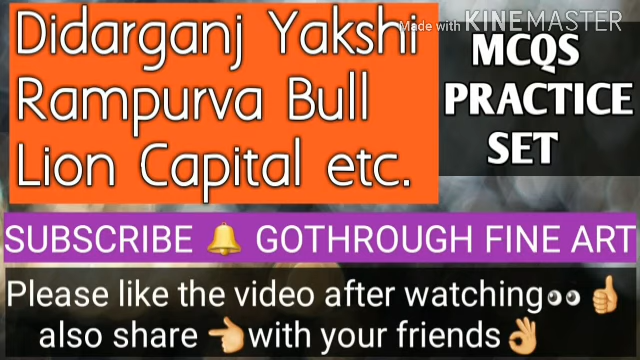 Didarganj Yakshi
Rampurva Bull
Lion Capital etc.
Made with KINEMASTER
MCQS
PRACTICE
SET
SUBSCRIBE 🔔 GOTHROUGH FINE ART
Please like the video after watching👀 👍
also share 👈with your friends👌